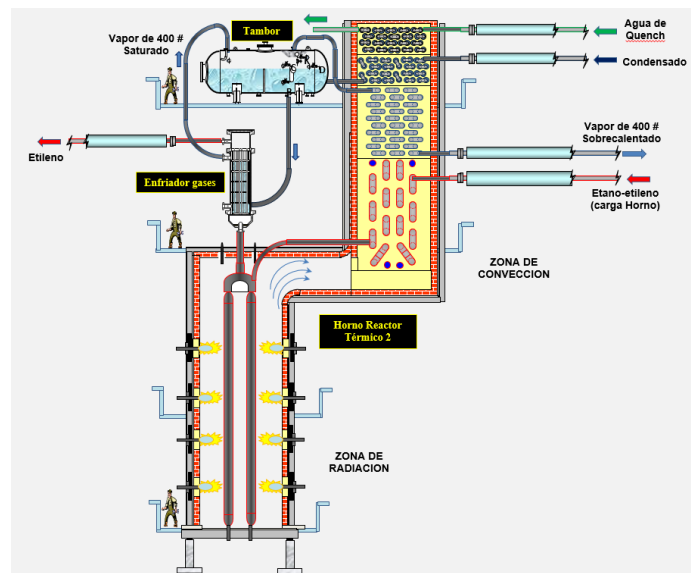 Tambor
Vapor de 400 #
Saturado
Agua de
Quench
Condensado
Etileno
Enfriador gases
Vapor de 400 #
Sobrecalentado
Etano-etileno
(carga Horno)
ZONA DE
CONVECCION
Horno Reactor
Térmico 2
ZONA DE
RADIACION